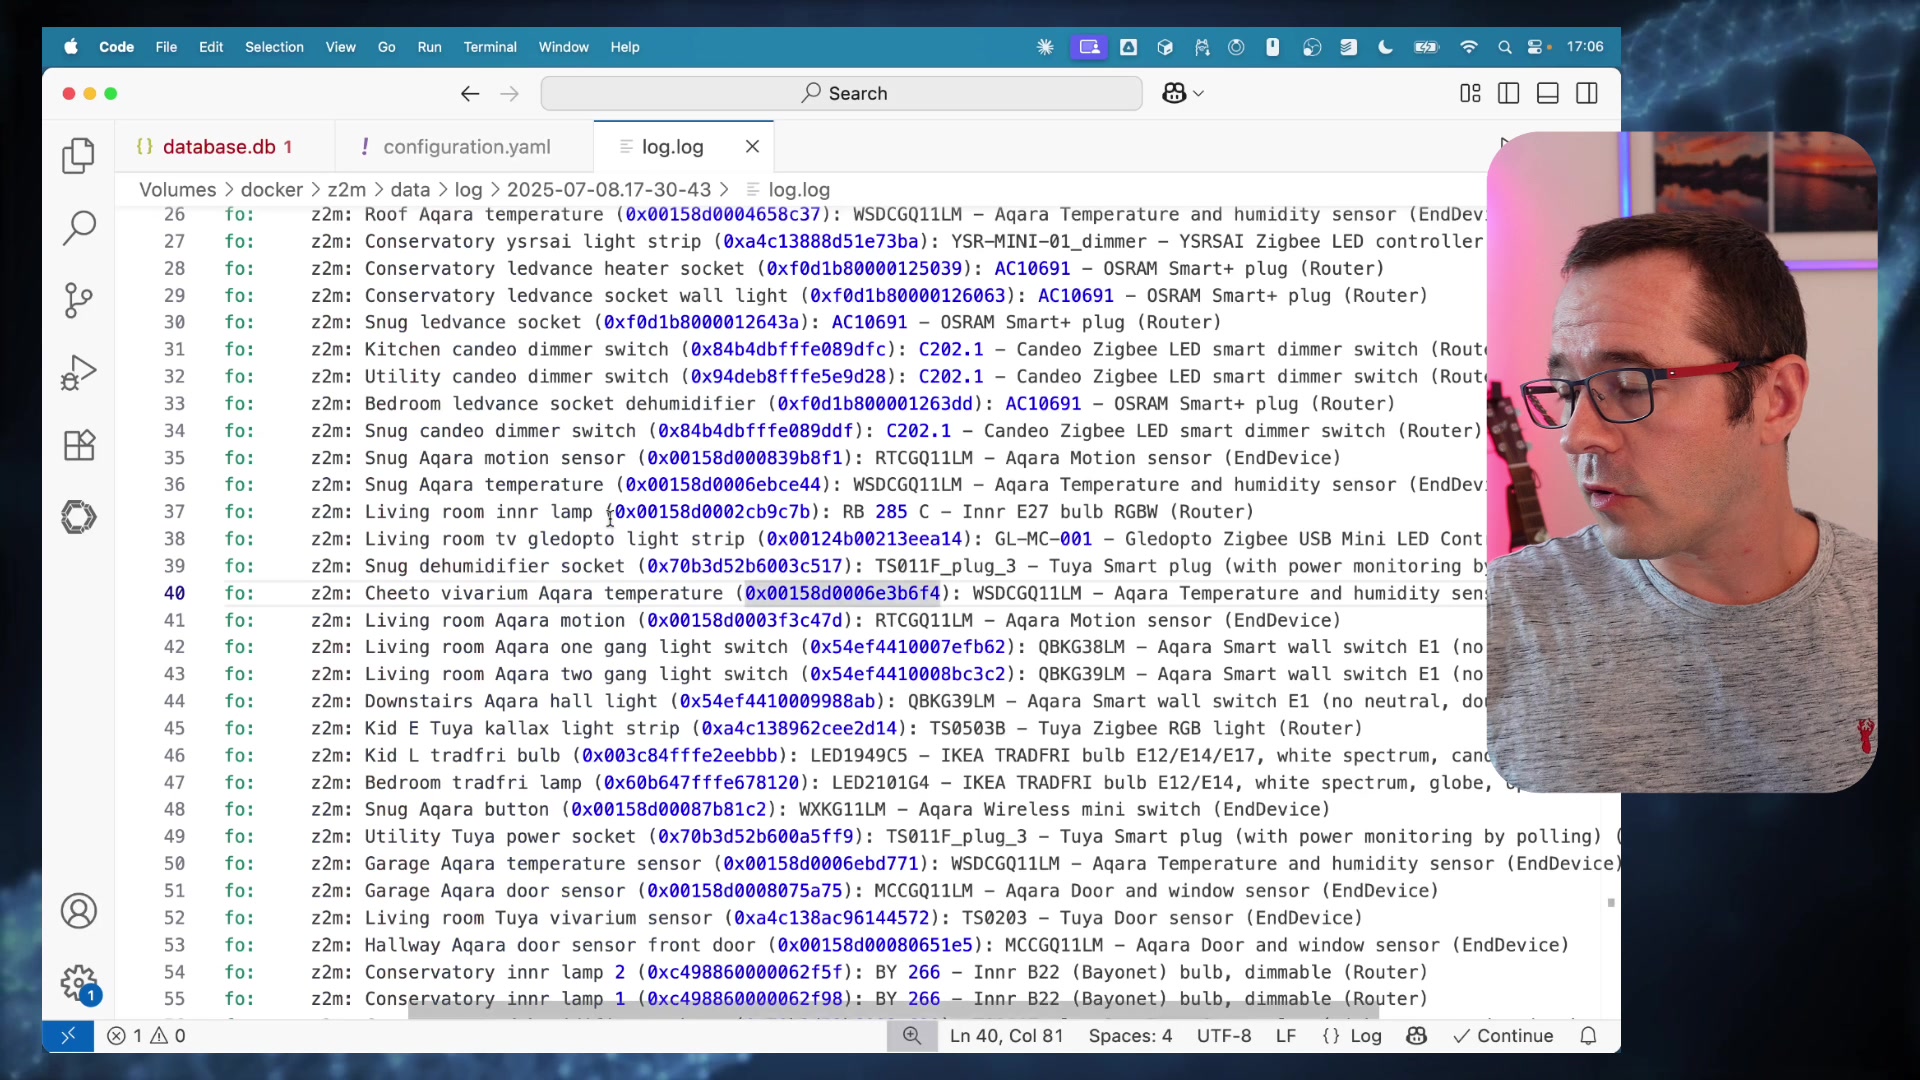 Code File Edit Selection View Go Run Terminal Window Help 17:06
Search
{} database.db 1 ! configuration.yaml log.log
Volumes > docker > z2m > data > log > 2025-07-08.17-30-43 > log.log
26 fo: z2m: Roof Aqara temperature (0x00158d0004658c37): WSDCGQ11LM – Aqara Temperature and humidity sensor (EndDevi
27 fo: z2m: Conservatory ysrsai light strip (0xa4c13888d51e73ba): YSR-MINI-01_dimmer – YSRSAI Zigbee LED controller
28 fo: z2m: Conservatory ledvance heater socket (0xf0d1b80000125039): AC10691 – OSRAM Smart+ plug (Router)
29 fo: z2m: Conservatory ledvance socket wall light (0xf0d1b80000126063): AC10691 – OSRAM Smart+ plug (Router)
30 fo: z2m: Snug ledvance socket (0xf0d1b8000012643a): AC10691 – OSRAM Smart+ plug (Router)
31 fo: z2m: Kitchen candeo dimmer switch (0x84b4dbfffe089dfc): C202.1 – Candeo Zigbee LED smart dimmer switch (Route
32 fo: z2m: Utility candeo dimmer switch (0x94deb8fffe5e9d28): C202.1 – Candeo Zigbee LED smart dimmer switch (Route
33 fo: z2m: Bedroom ledvance socket dehumidifier (0xf0d1b800001263dd): AC10691 – OSRAM Smart+ plug (Router)
34 fo: z2m: Snug candeo dimmer switch (0x84b4dbfffe089ddf): C202.1 – Candeo Zigbee LED smart dimmer switch (Router)
35 fo: z2m: Snug Aqara motion sensor (0x00158d000839b8f1): RTCGQ11LM – Aqara Motion sensor (EndDevice)
36 fo: z2m: Snug Aqara temperature (0x00158d0006ebce44): WSDCGQ11LM – Aqara Temperature and humidity sensor (EndDevi
37 fo: z2m: Living room innr lamp (0x00158d0002cb9c7b): RB 285 C – Innr E27 bulb RGBW (Router)
38 fo: z2m: Living room tv gledopto light strip (0x00124b00213eea14): GL-MC-001 – Gledopto Zigbee USB Mini LED Cont
39 fo: z2m: Snug dehumidifier socket (0x70b3d52b6003c517): TS011F_plug_3 – Tuya Smart plug (with power monitoring by
40 fo: z2m: Cheeto vivarium Aqara temperature (0x00158d0006e3b6f4): WSDCGQ11LM – Aqara Temperature and humidity sens
41 fo: z2m: Living room Aqara motion (0x00158d0003f3c47d): RTCGQ11LM – Aqara Motion sensor (EndDevice)
42 fo: z2m: Living room Aqara one gang light switch (0x54ef4410007efb62): QBKG38LM – Aqara Smart wall switch E1 (no
43 fo: z2m: Living room Aqara two gang light switch (0x54ef4410008bc3c2): QBKG39LM – Aqara Smart wall switch E1 (no
44 fo: z2m: Downstairs Aqara hall light (0x54ef4410009988ab): QBKG39LM – Aqara Smart wall switch E1 (no neutral, dou
45 fo: z2m: Kid E Tuya kallax light strip (0xa4c138962cee2d14): TS0503B – Tuya Zigbee RGB light (Router)
46 fo: z2m: Kid L tradfri bulb (0x003c84fffe2eebbb): LED1949C5 – IKEA TRADFRI bulb E12/E14/E17, white spectrum, cand
47 fo: z2m: Bedroom tradfri lamp (0x60b647fffe678120): LED2101G4 – IKEA TRADFRI bulb E12/E14, white spectrum, globe,
48 fo: z2m: Snug Aqara button (0x00158d00087b81c2): WXKG11LM – Aqara Wireless mini switch (EndDevice)
49 fo: z2m: Utility Tuya power socket (0x70b3d52b600a5ff9): TS011F_plug_3 – Tuya Smart plug (with power monitoring by polling) (
50 fo: z2m: Garage Aqara temperature sensor (0x00158d0006ebd771): WSDCGQ11LM – Aqara Temperature and humidity sensor (EndDevice)
51 fo: z2m: Garage Aqara door sensor (0x00158d0008075a75): MCCGQ11LM – Aqara Door and window sensor (EndDevice)
52 fo: z2m: Living room Tuya vivarium sensor (0xa4c138ac96144572): TS0203 – Tuya Door sensor (EndDevice)
53 fo: z2m: Hallway Aqara door sensor front door (0x00158d00080651e5): MCCGQ11LM – Aqara Door and window sensor (EndDevice)
54 fo: z2m: Conservatory innr lamp 2 (0xc498860000062f5f): BY 266 – Innr B22 (Bayonet) bulb, dimmable (Router)
55 fo: z2m: Conservatory innr lamp 1 (0xc498860000062f98): BY 266 – Innr B22 (Bayonet) bulb, dimmable (Router)
1
1 0 Ln 40, Col 81 Spaces: 4 UTF-8 LF {} Log Continue